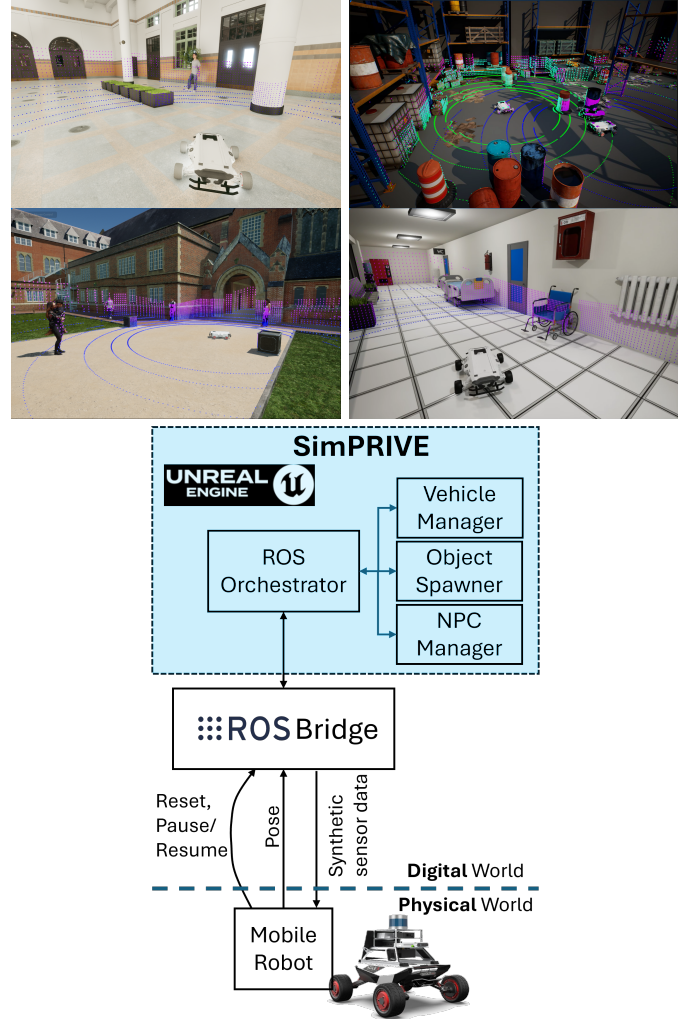 SimPRIVE
UNREAL
ENGINE
Vehicle
Manager
ROS
Orchestrator
Object
Spawner
NPC
Manager
ROS Bridge
Reset,
Pause/
Resume
Pose
Synthetic
sensor data
Digital World
Physical World
Mobile
Robot